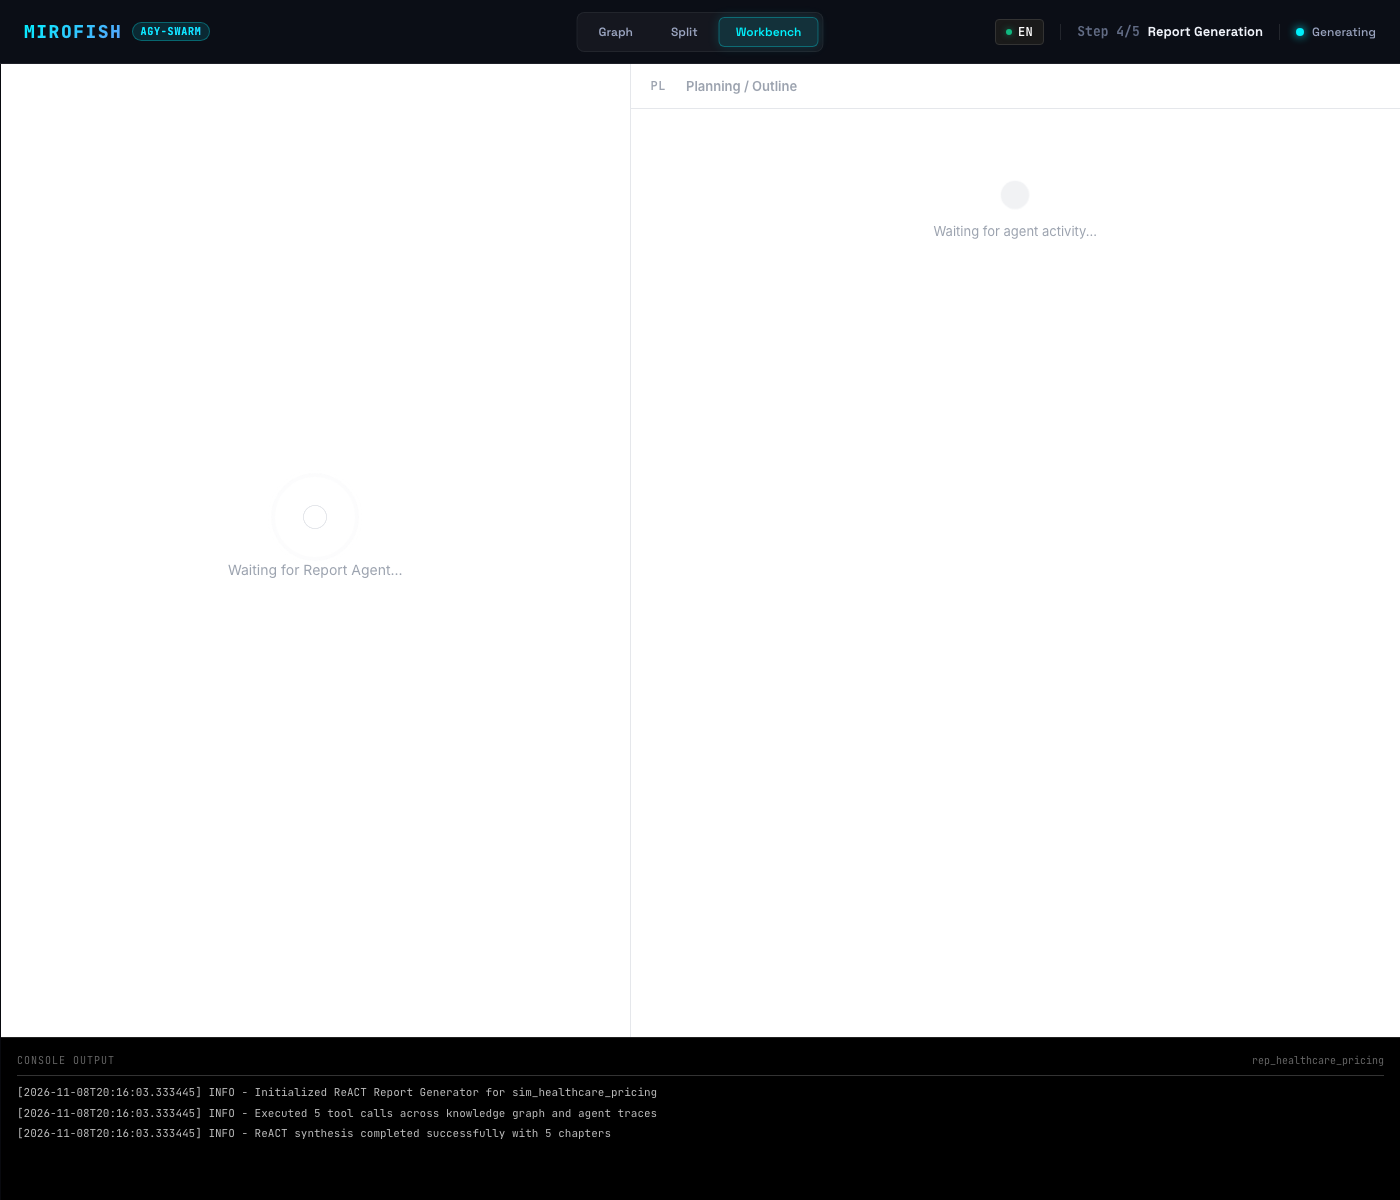 MIROFISH AGY-SWARM
Graph Split Workbench
EN
Step 4/5 Report Generation
Generating
PL Planning / Outline
Waiting for agent activity...
Waiting for Report Agent...
CONSOLE OUTPUT
rep_healthcare_pricing
[2026-11-08T20:16:03.333445] INFO - Initialized ReACT Report Generator for sim_healthcare_pricing
[2026-11-08T20:16:03.333445] INFO - Executed 5 tool calls across knowledge graph and agent traces
[2026-11-08T20:16:03.333445] INFO - ReACT synthesis completed successfully with 5 chapters